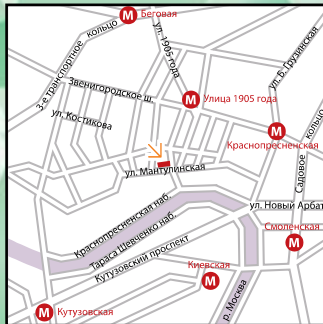 М Беговая
3-е транспортное
кольцо
ул. 1905 года
ул. Б. Грузинская
Звенигородское ш.
М Улица 1905 года
ул. Костикова
М
Краснопресненская
кольцо
Садовое
ул. Мантулинская
ул. Новый Арбат
Краснопресненская наб.
Тараса Шевченко наб.
Смоленская
М
Кутузовский проспект
Киевская
М
р. Москва
М Кутузовская